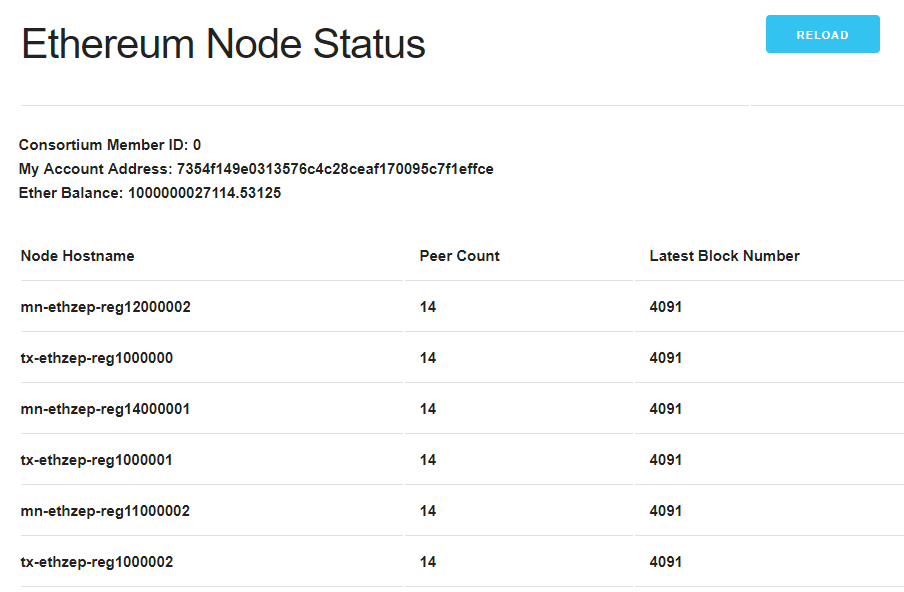 Ethereum Node Status
RELOAD
Consortium Member ID: 0
My Account Address: 7354f149e0313576c4c28ceaf170095c7f1effce
Ether Balance: 1000000027114.53125
Node Hostname Peer Count Latest Block Number
mn-ethzep-reg12000002 14 4091
tx-ethzep-reg1000000 14 4091
mn-ethzep-reg14000001 14 4091
tx-ethzep-reg1000001 14 4091
mn-ethzep-reg11000002 14 4091
tx-ethzep-reg1000002 14 4091